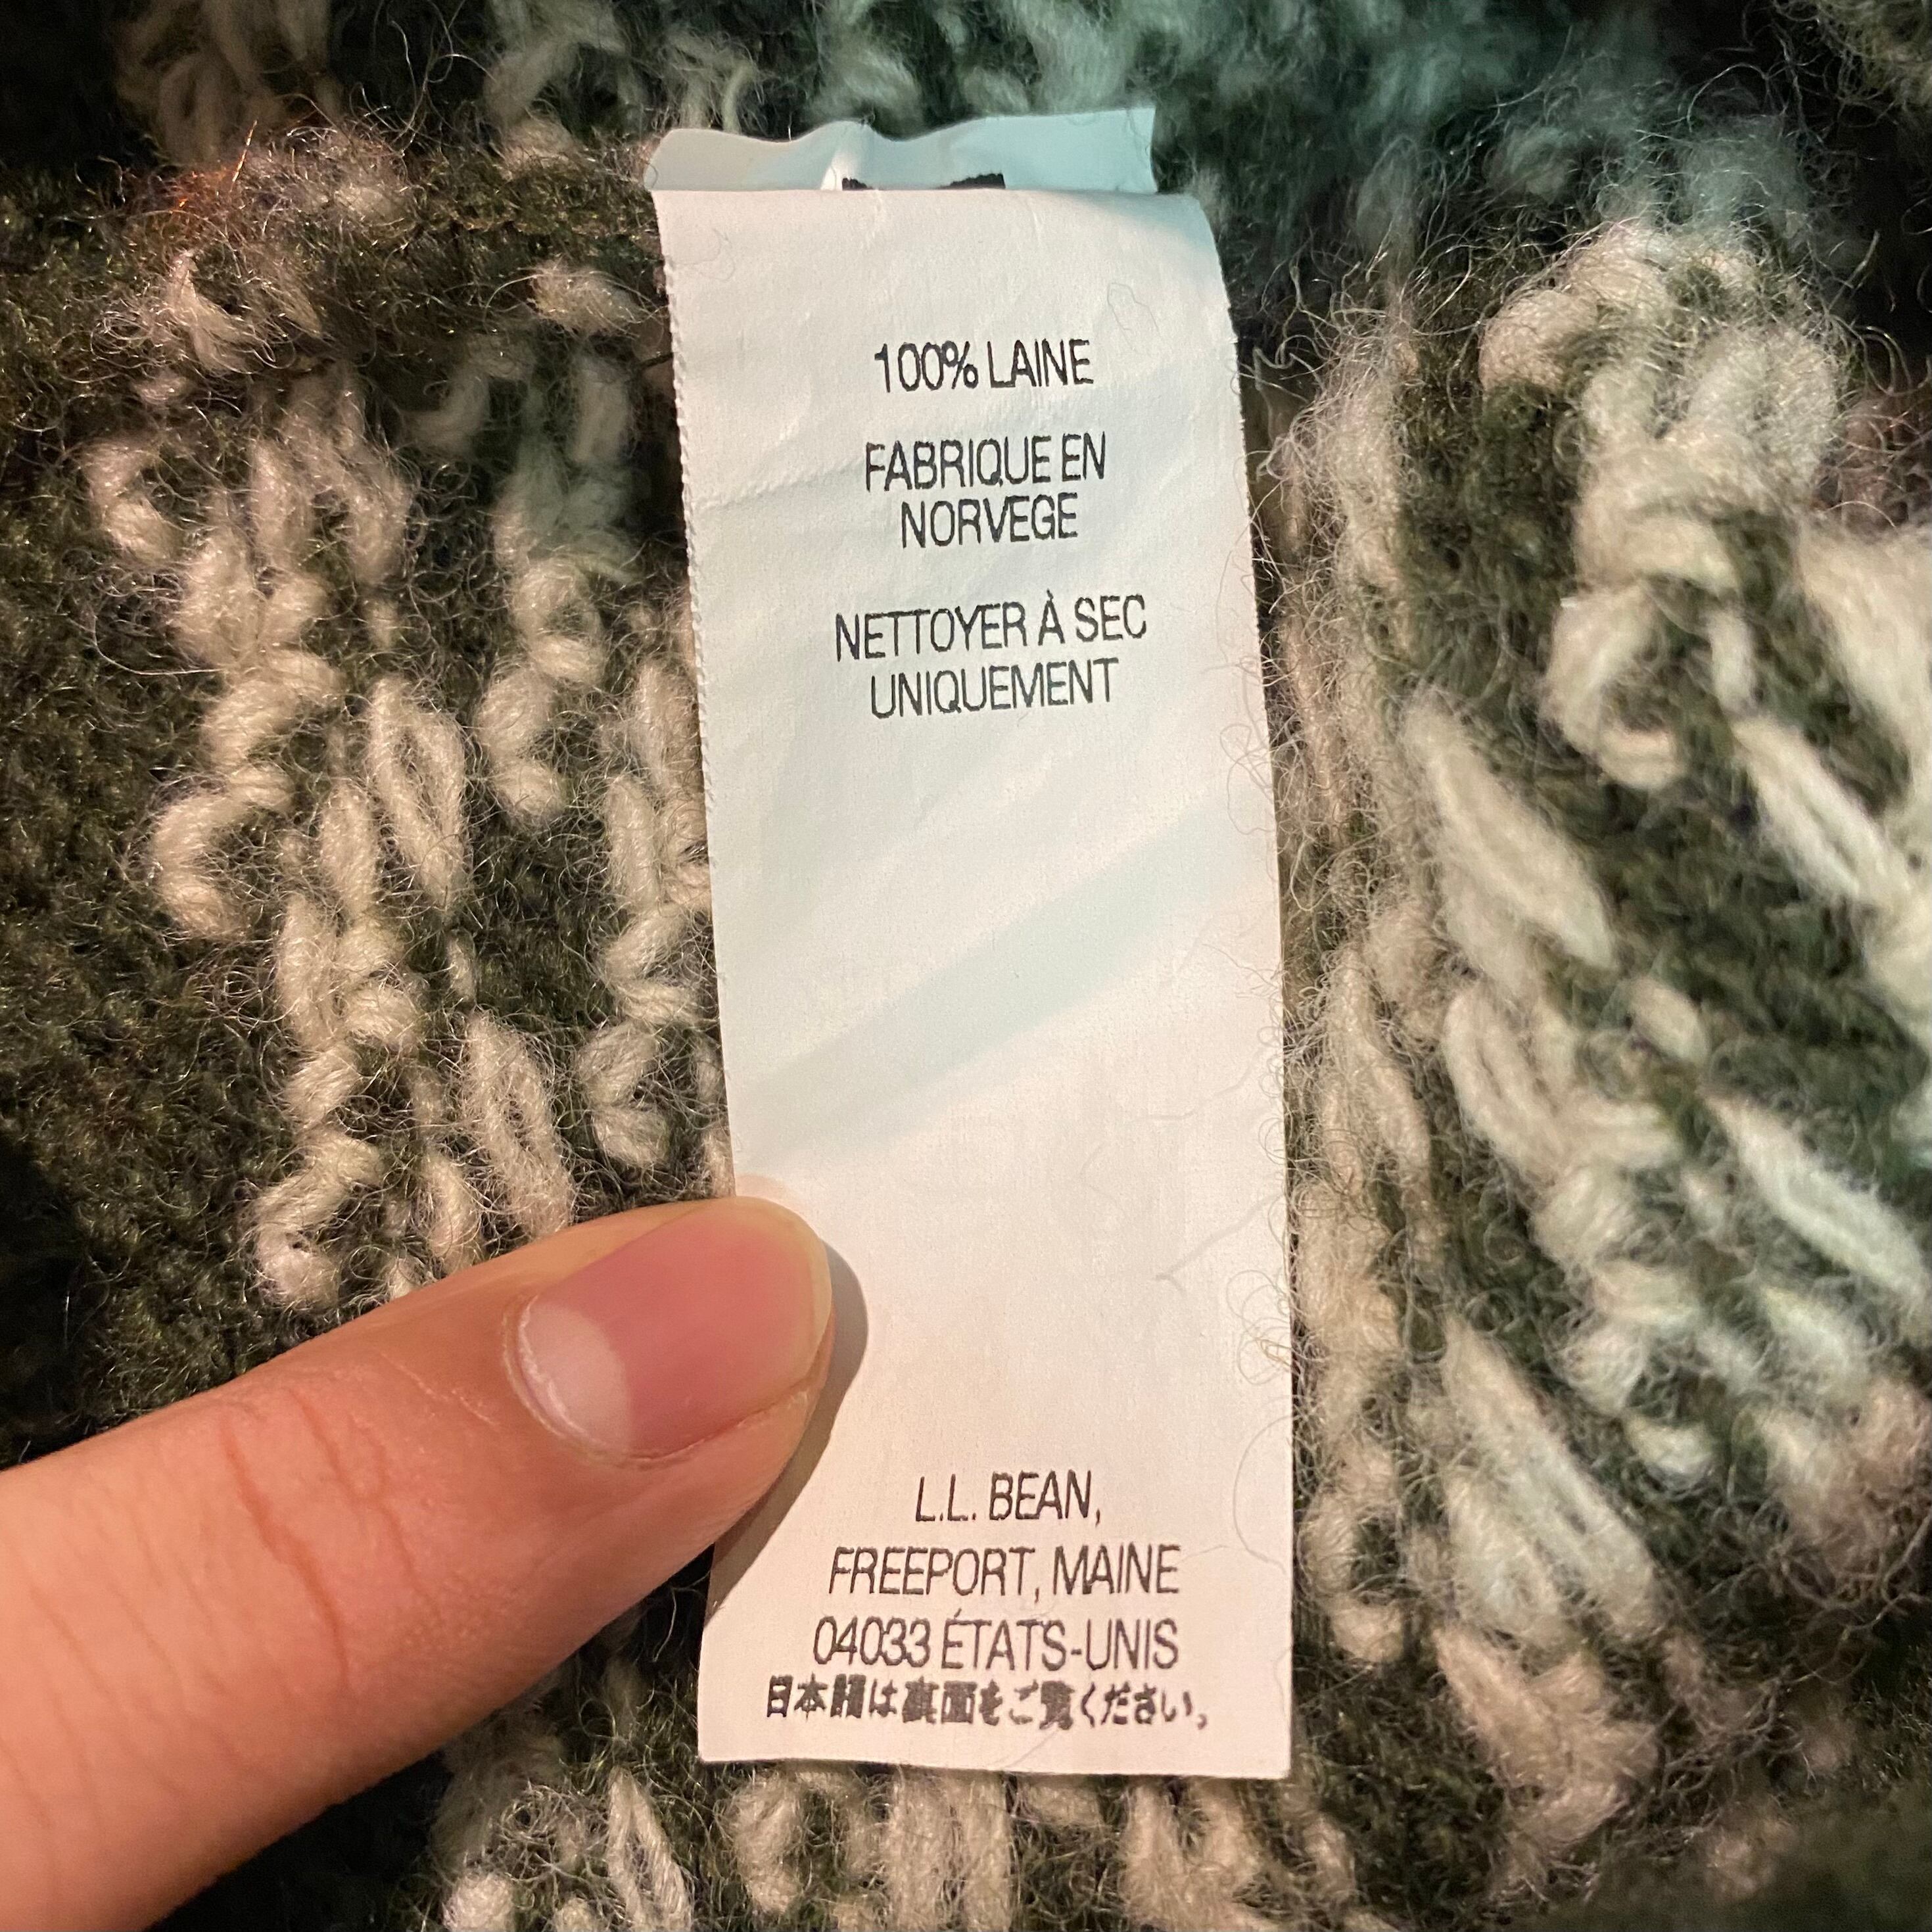 100% LAINE
FABRIQUE EN
NORVEGE
NETTOYER À SEC
UNIQUEMENT
L.L. BEAN,
FREEPORT, MAINE
04033 ÉTATS-UNIS
日本語は裏面をご覧ください。